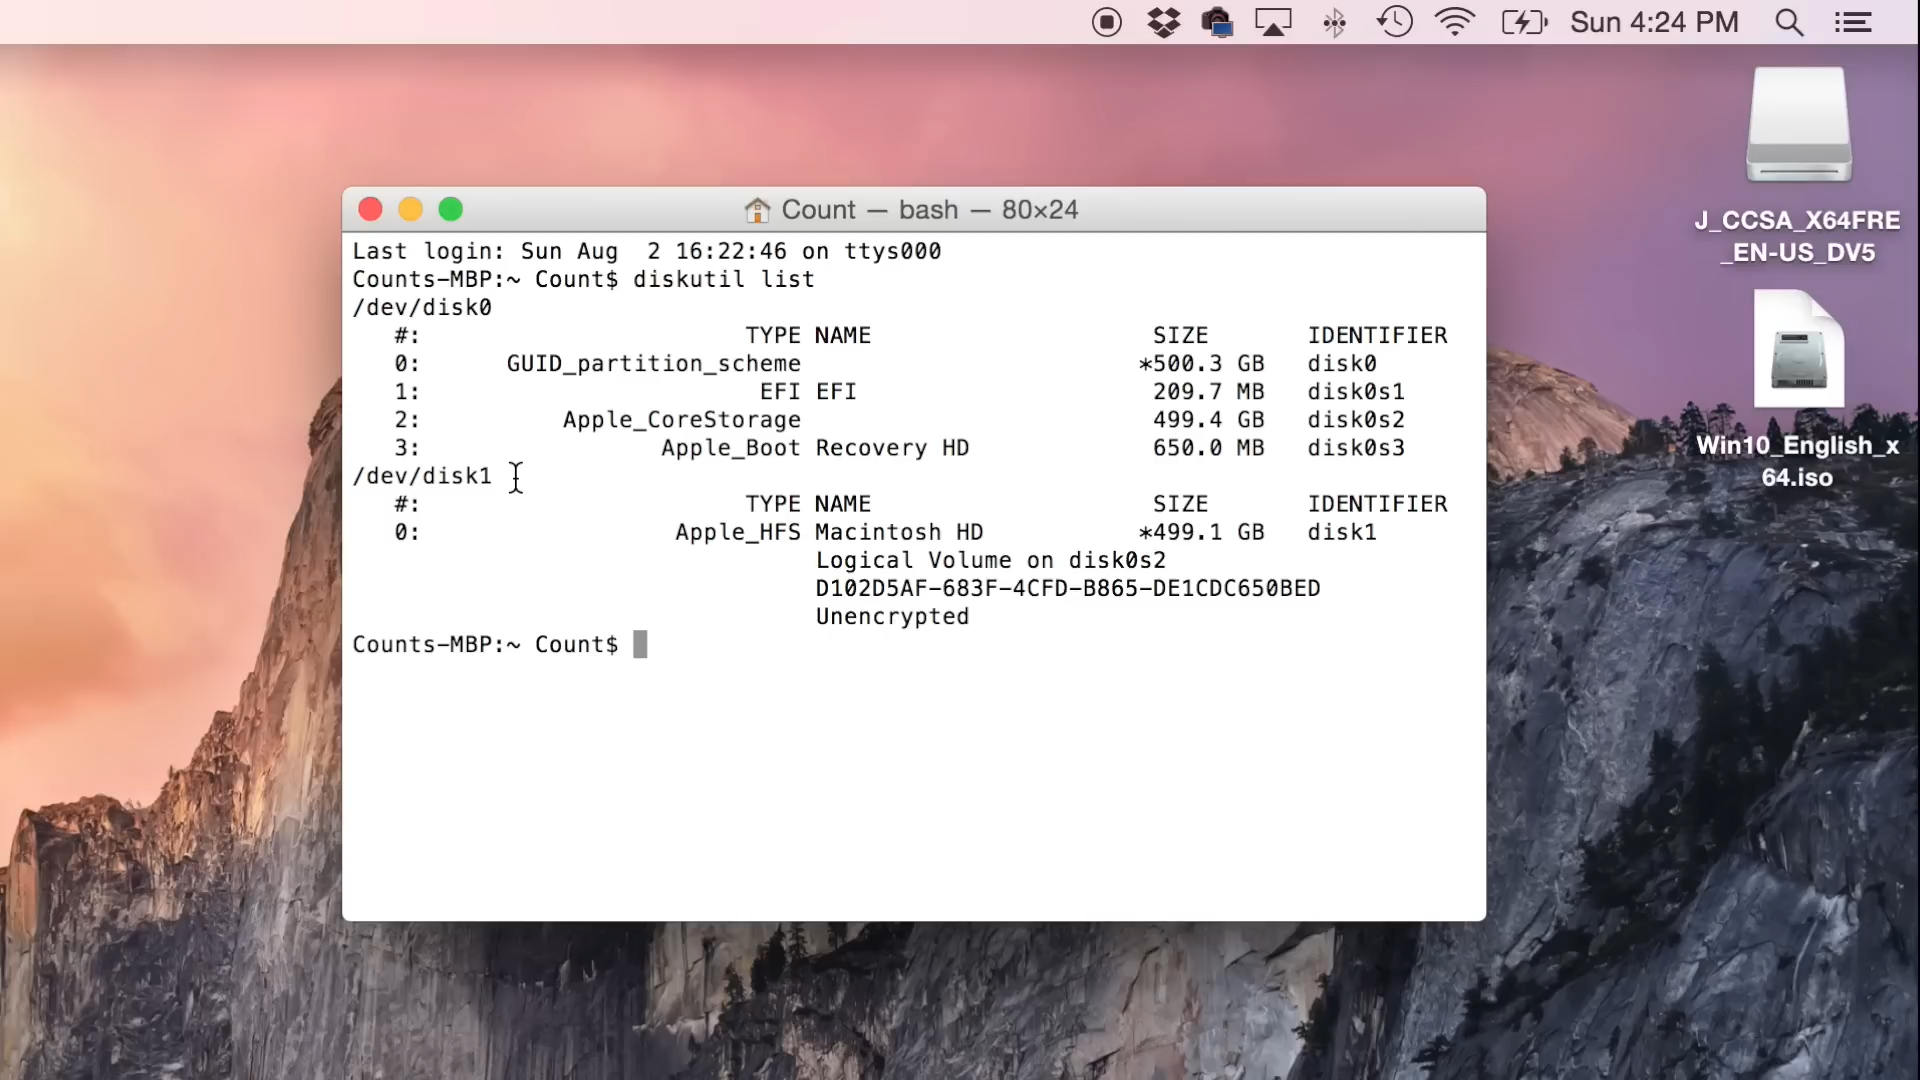 Sun 4:24 PM
Count — bash — 80×24
Last login: Sun Aug  2 16:22:46 on ttys000
Counts-MBP:~ Count$ diskutil list
/dev/disk0
#: TYPE NAME SIZE IDENTIFIER
0: GUID_partition_scheme *500.3 GB disk0
1: EFI EFI 209.7 MB disk0s1
2: Apple_CoreStorage 499.4 GB disk0s2
3: Apple_Boot Recovery HD 650.0 MB disk0s3
/dev/disk1
#: TYPE NAME SIZE IDENTIFIER
0: Apple_HFS Macintosh HD *499.1 GB disk1
Logical Volume on disk0s2
D102D5AF-683F-4CFD-B865-DE1CDC650BED
Unencrypted
Counts-MBP:~ Count$
J_CCSA_X64FRE
_EN-US_DV5
Win10_English_x
64.iso